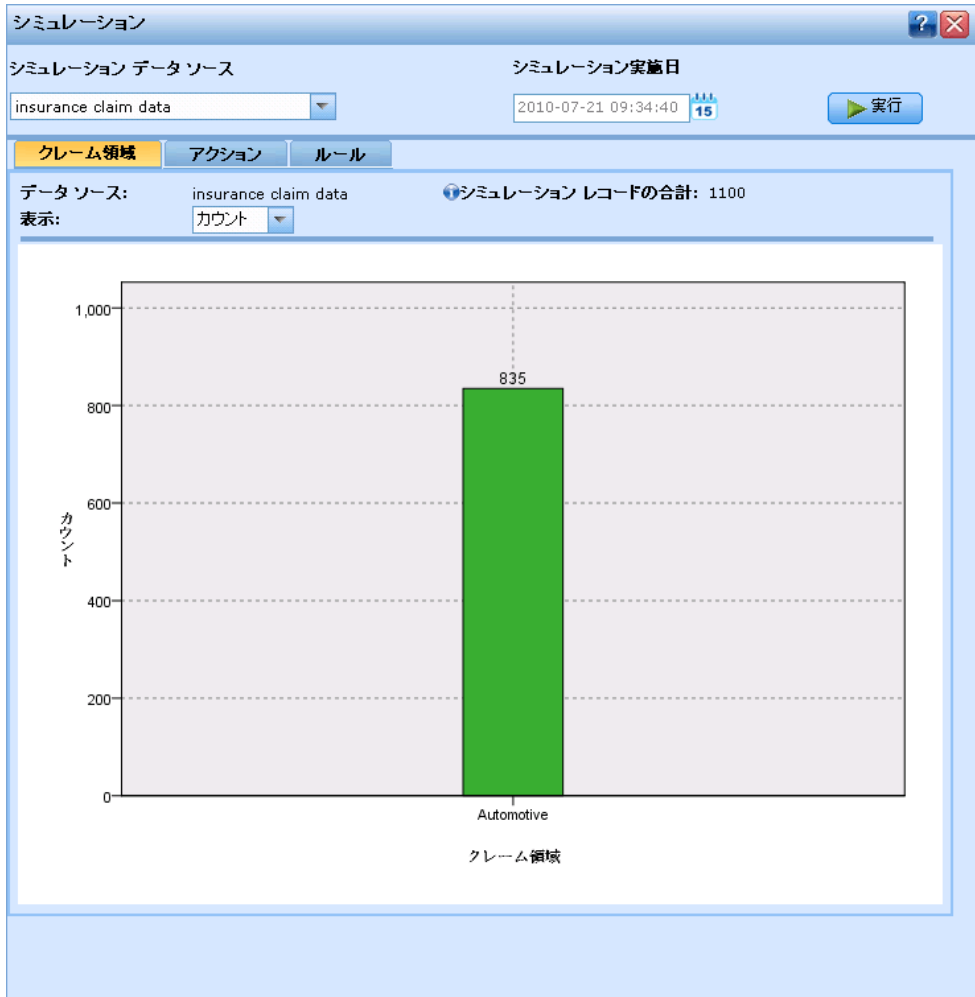 シミュレーション
?
シミュレーション データ ソース
シミュレーション実施日
insurance claim data
2010-07-21 09:34:40
15
実行
クレーム領域
アクション
ルール
データ ソース:
insurance claim data
シミュレーション レコードの合計: 1100
表示:
カウント
1,000
800
600
400
200
0
835
カウント
Automotive
クレーム領域